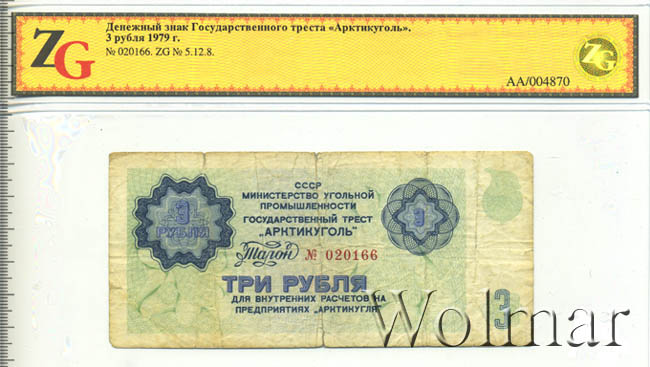 ZG
Денежный знак Государственного треста «Арктикуголь».
3 рубля 1979 г.
№ 020166. ZG № 5.12.8.
ZG
АА/004870
СССР
МИНИСТЕРСТВО УГОЛЬНОЙ
ПРОМЫШЛЕННОСТИ
ГОСУДАРСТВЕННЫЙ ТРЕСТ
„АРКТИКУГОЛЬ"
3
РУБЛЯ
3
Талон № 020166
ТРИ РУБЛЯ
ДЛЯ ВНУТРЕННИХ РАСЧЕТОВ НА
ПРЕДПРИЯТИЯХ „АРКТИКУГЛЯ"
3
Wolmar